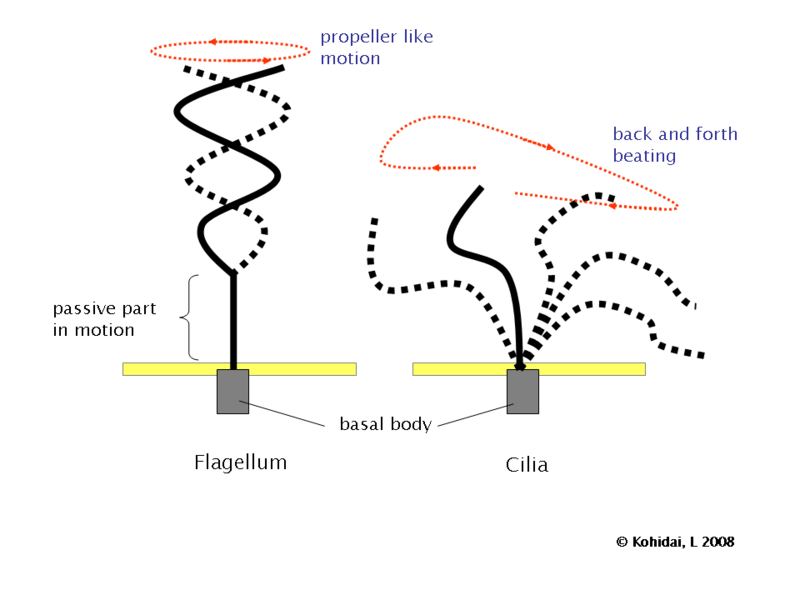 propeller like
motion
back and forth
beating
passive part
in motion
basal body
Flagellum
Cilia
© Kohidai, L 2008